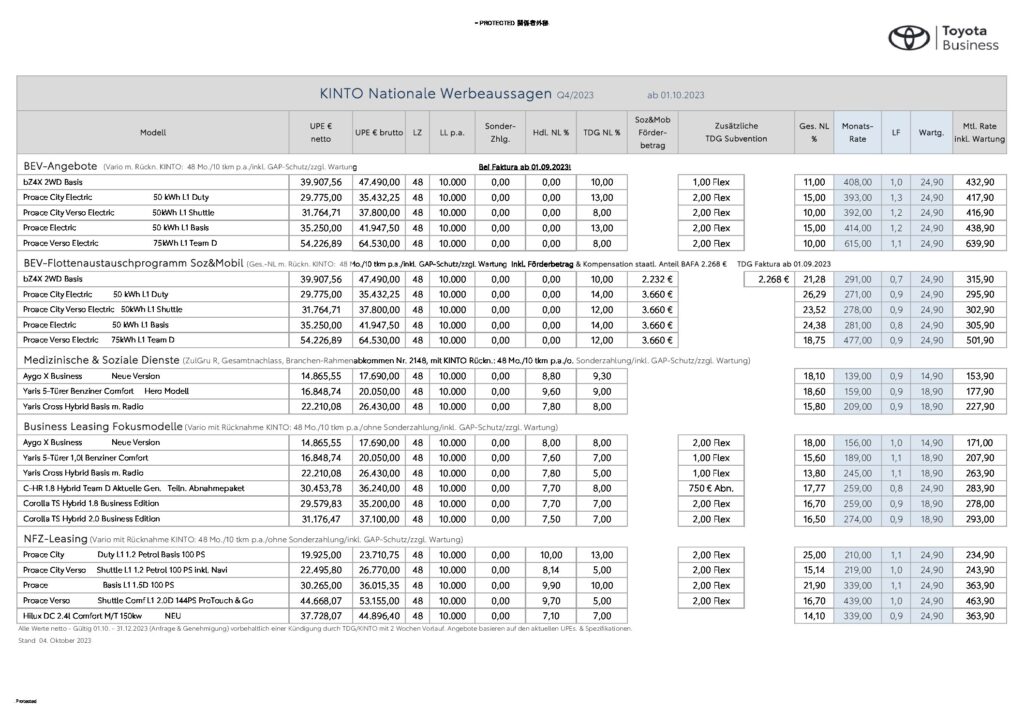 - PROTECTED 関係者外秘
Toyota
Business
KINTO Nationale Werbeaussagen Q4/2023 ab 01.10.2023
Modell UPE € netto UPE € brutto LZ LL p.a. Sonder-Zhlg. Hdl. NL % TDG NL % Soz&Mob Förder-betrag Zusätzliche TDG Subvention Ges. NL % Monats-Rate LF Wartg. Mtl. Rate inkl. Wartung
BEV-Angebote (Vario m. Rückn. KINTO: 48 Mo./10 tkm p.a./inkl. GAP-Schutz/zzgl. Wartung Bei Faktura ab 01.09.2023!
bZ4X 2WD Basis 39.907,56 47.490,00 48 10.000 0,00 0,00 10,00 1,00 Flex 11,00 408,00 1,0 24,90 432,90
Proace City Electric 50 kWh L1 Duty 29.775,00 35.432,25 48 10.000 0,00 0,00 13,00 2,00 Flex 15,00 393,00 1,3 24,90 417,90
Proace City Verso Electric 50kWh L1 Shuttle 31.764,71 37.800,00 48 10.000 0,00 0,00 8,00 2,00 Flex 10,00 392,00 1,2 24,90 416,90
Proace Electric 50 kWh L1 Basis 35.250,00 41.947,50 48 10.000 0,00 0,00 13,00 2,00 Flex 15,00 414,00 1,2 24,90 438,90
Proace Verso Electric 75kWh L1 Team D 54.226,89 64.530,00 48 10.000 0,00 0,00 8,00 2,00 Flex 10,00 615,00 1,1 24,90 639,90
BEV-Flottenaustauschprogramm Soz&Mobil (Ges.-NL m. Rückn. KINTO: 48 Mo./10 tkm p.a./inkl. GAP-Schutz/zzgl. Wartung Inkl. Förderbetrag & Kompensation staatl. Anteil BAFA 2.268 € TDG Faktura ab 01.09.2023
bZ4X 2WD Basis 39.907,56 47.490,00 48 10.000 0,00 0,00 10,00 2.232 € 2.268 € 21,28 291,00 0,7 24,90 315,90
Proace City Electric 50 kWh L1 Duty 29.775,00 35.432,25 48 10.000 0,00 0,00 14,00 3.660 € 26,29 271,00 0,9 24,90 295,90
Proace City Verso Electric 50kWh L1 Shuttle 31.764,71 37.800,00 48 10.000 0,00 0,00 12,00 3.660 € 23,52 278,00 0,9 24,90 302,90
Proace Electric 50 kWh L1 Basis 35.250,00 41.947,50 48 10.000 0,00 0,00 14,00 3.660 € 24,38 281,00 0,8 24,90 305,90
Proace Verso Electric 75kWh L1 Team D 54.226,89 64.530,00 48 10.000 0,00 0,00 12,00 3.660 € 18,75 477,00 0,9 24,90 501,90
Medizinische & Soziale Dienste (ZulGru R, Gesamtnachlass, Branchen-Rahmenabkommen Nr. 2148, mit KINTO Rückn.: 48 Mo./10 tkm p.a./o. Sonderzahlung/inkl. GAP-Schutz/zzgl. Wartung)
Aygo X Business Neue Version 14.865,55 17.690,00 48 10.000 0,00 8,80 9,30 18,10 139,00 0,9 14,90 153,90
Yaris 5-Türer Benziner Comfort Hero Modell 16.848,74 20.050,00 48 10.000 0,00 9,60 9,00 18,60 159,00 0,9 18,90 177,90
Yaris Cross Hybrid Basis m. Radio 22.210,08 26.430,00 48 10.000 0,00 7,80 8,00 15,80 209,00 0,9 18,90 227,90
Business Leasing Fokusmodelle (Vario mit Rücknahme KINTO: 48 Mo./10 tkm p.a./ohne Sonderzahlung/inkl. GAP-Schutz/zzgl. Wartung)
Aygo X Business Neue Version 14.865,55 17.690,00 48 10.000 0,00 8,00 8,00 2,00 Flex 18,00 156,00 1,0 14,90 171,00
Yaris 5-Türer 1,0l Benziner Comfort 16.848,74 20.050,00 48 10.000 0,00 7,60 7,00 1,00 Flex 15,60 189,00 1,1 18,90 207,90
Yaris Cross Hybrid Basis m. Radio 22.210,08 26.430,00 48 10.000 0,00 7,80 5,00 1,00 Flex 13,80 245,00 1,1 18,90 263,90
C-HR 1.8 Hybrid Team D Aktuelle Gen. Teiln. Abnahmepaket 30.453,78 36.240,00 48 10.000 0,00 7,70 8,00 750 € Abn. 17,77 259,00 0,8 24,90 283,90
Corolla TS Hybrid 1.8 Business Edition 29.579,83 35.200,00 48 10.000 0,00 7,70 7,00 2,00 Flex 16,70 259,00 0,9 18,90 278,00
Corolla TS Hybrid 2.0 Business Edition 31.176,47 37.100,00 48 10.000 0,00 7,50 7,00 2,00 Flex 16,50 274,00 0,9 18,90 293,00
NFZ-Leasing (Vario mit Rücknahme KINTO: 48 Mo./10 tkm p.a./ohne Sonderzahlung/inkl. GAP-Schutz/zzgl. Wartung)
Proace City Duty L1 1.2 Petrol Basis 100 PS 19.925,00 23.710,75 48 10.000 0,00 10,00 13,00 2,00 Flex 25,00 210,00 1,1 24,90 234,90
Proace City Verso Shuttle L1 1.2 Petrol 100 PS inkl. Navi 22.495,80 26.770,00 48 10.000 0,00 8,14 5,00 2,00 Flex 15,14 219,00 1,0 24,90 243,90
Proace Basis L1 1.5D 100 PS 30.265,00 36.015,35 48 10.000 0,00 9,90 10,00 2,00 Flex 21,90 339,00 1,1 24,90 363,90
Proace Verso Shuttle Comf L1 2.0D 144PS ProTouch & Go 44.668,07 53.155,00 48 10.000 0,00 9,70 5,00 2,00 Flex 16,70 439,00 1,0 24,90 463,90
Hilux DC 2.4l Comfort M/T 150kw NEU 37.728,07 44.896,40 48 10.000 0,00 7,10 7,00 14,10 339,00 0,9 24,90 363,90
Alle Werte netto - Gültig 01.10. - 31.12.2023 (Anfrage & Genehmigung) vorbehaltlich einer Kündigung durch TDG/KINTO mit 2 Wochen Vorlauf. Angebote basieren auf den aktuellen UPEs. & Spezifikationen.
Stand 04. Oktober 2023
Protected